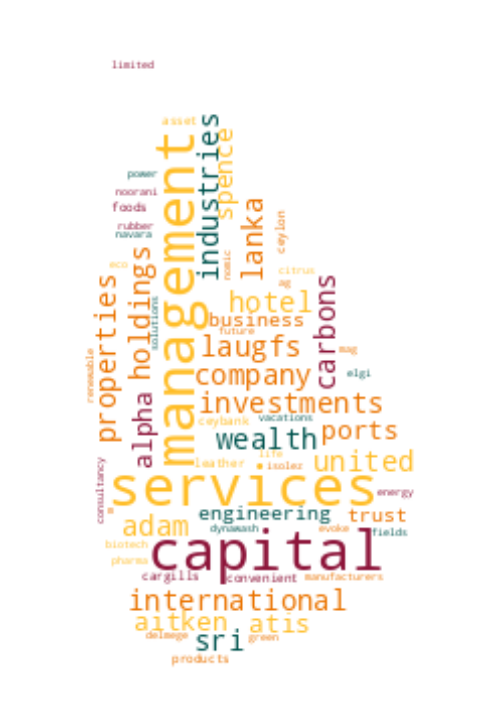 limited
asset
management
industries
spence
power
noorani
foods
rubber
navara
lanka
ceylon
nomic
eco
citrus
ag
properties
holdings
solutions
hotel
business
future
carbons
laugfs
mag
renewable
company
elgi
alpha
investments
ceybank
vacations
wealth
ports
life
leather
isolez
united
consultancy
services
energy
engineering
trust
adam
dynawash
evoke
fields
biotech
capital
pharma
cargills
convenient
manufacturers
international
aitken
atis
delmege
sri
green
products